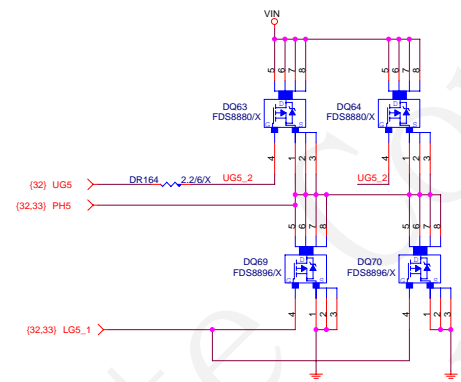 VIN
5 6 7 8
5 6 7 8
DQ63
FDS8880/X
DQ64
FDS8880/X
D
G
S
D
G
S
4
1 2 3
4
1 2 3
{32} UG5
DR164
2.2/6/X
UG5_2
UG5_2
{32,33} PH5
5 6 7 8
5 6 7 8
DQ69
FDS8896/X
DQ70
FDS8896/X
D
G
S
D
G
S
4
1 2 3
4
1 2 3
{32,33} LG5_1